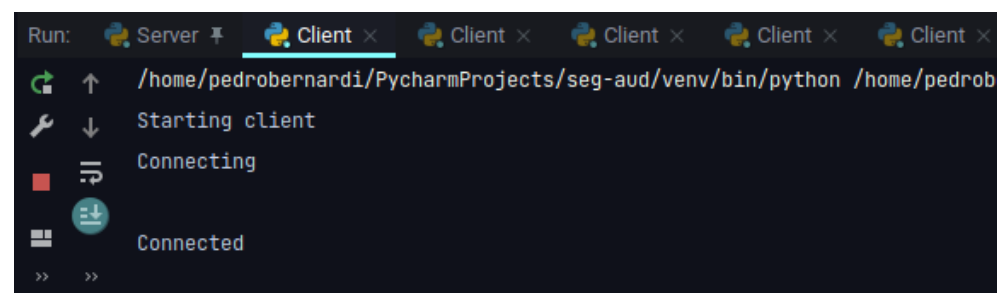 Run: Server Client Client Client Client Client
/home/pedrobernardi/PycharmProjects/seg-aud/venv/bin/python /home/pedrob
Starting client
Connecting
Connected